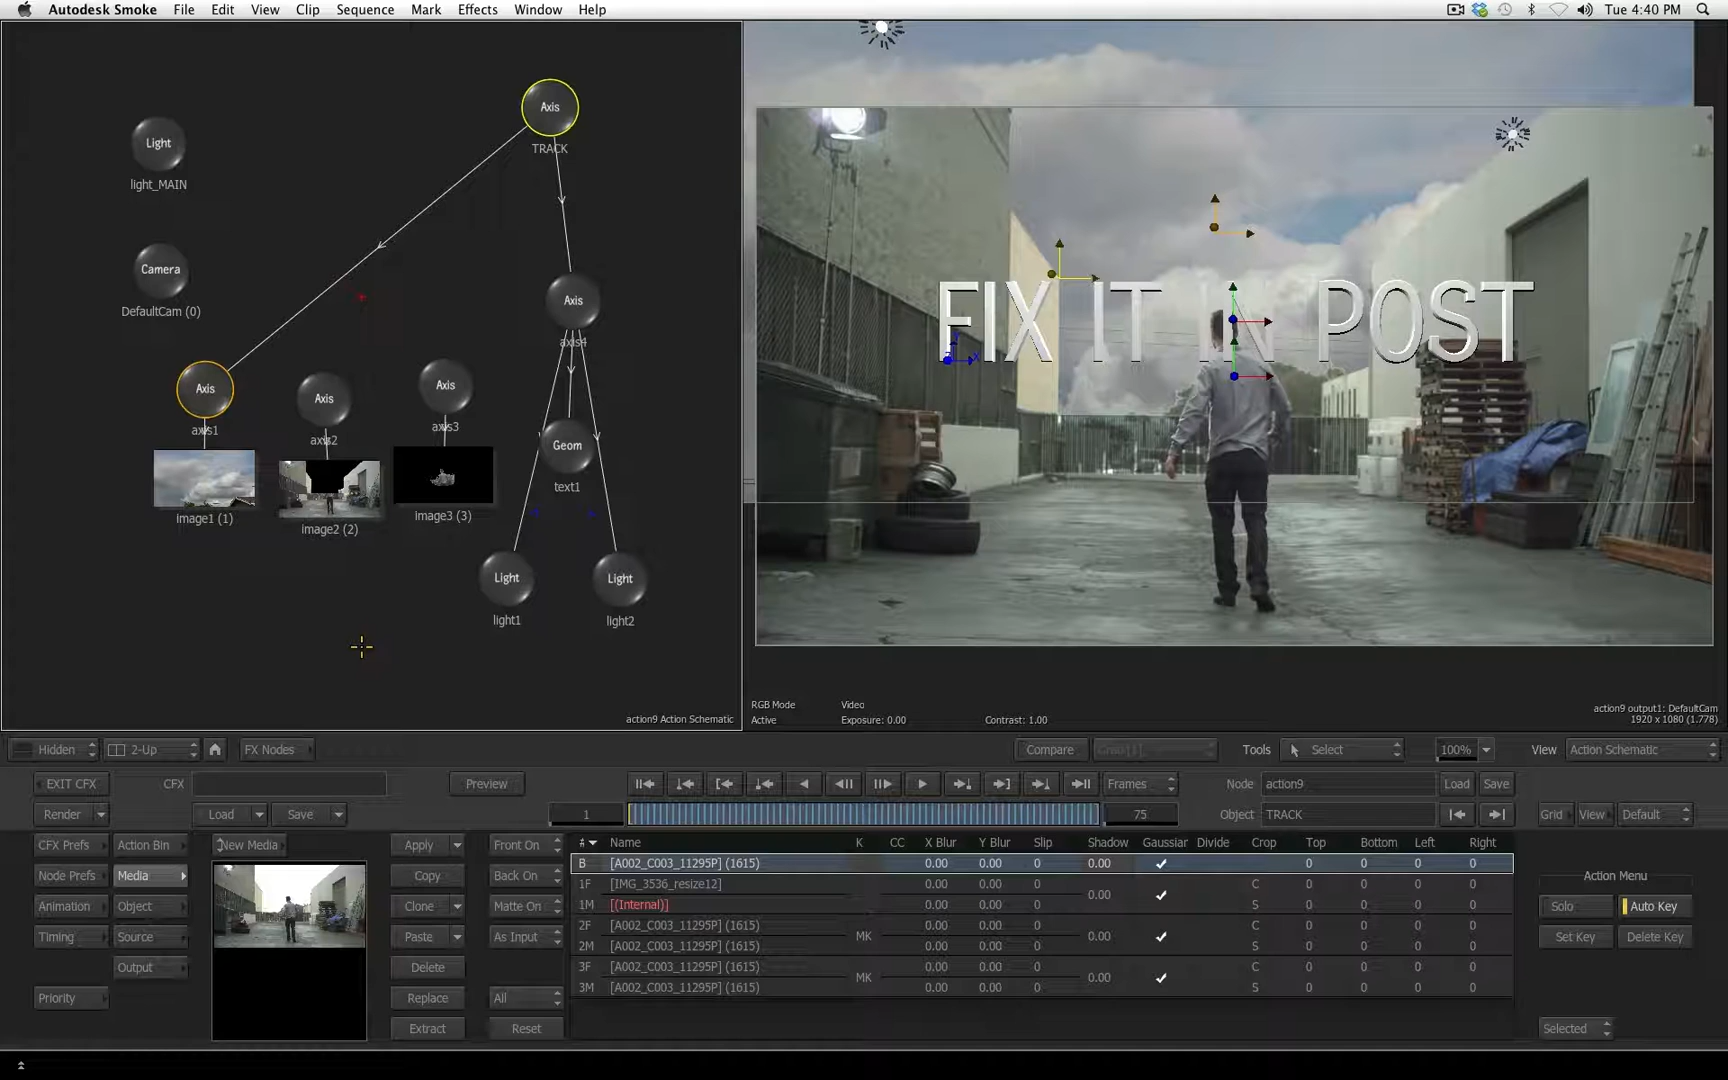 Autodesk Smoke File Edit View Clip Sequence Mark Effects Window Help Tue 4:40 PM
Axis
TRACK
Light
light_MAIN
Camera
DefaultCam (0)
Axis
axis4
Axis
axis1
Axis
axis2
Axis
axis3
Geom
text1
image1 (1)
image2 (2)
image3 (3)
Light
light1
Light
light2
action9 Action Schematic
FIX IT IN POST
RGB Mode Video
Active Exposure: 0.00 Contrast: 1.00
action9 output1: DefaultCam
1920 x 1080 (1.778)
Hidden 2-Up FX Nodes Compare Tools Select 100% View Action Schematic
EXIT CFX CFX Preview Frames Node action9 Load Save
Render Load Save 1 75 Object TRACK Grid View Default
CFX Prefs Action Bin New Media Apply Front On # Name K CC X Blur Y Blur Slip Shadow Gaussiar Divide Crop Top Bottom Left Right
B [A002_C003_11295P] (1615) 0.00 0.00 0 0.00 0 0 0 0
Node Prefs Media Copy Back On Action Menu
1F [IMG_3536_resize12] 0.00 0.00 0 0.00 C 0 0 0 0
Animation Object Clone Matte On 1M [(Internal)] 0.00 0.00 0 S 0 0 0 0 Solo Auto Key
2F [A002_C003_11295P] (1615) MK 0.00 0.00 0 0.00 C 0 0 0 0
Timing Source Paste As Input Set Key Delete Key
2M [A002_C003_11295P] (1615) 0.00 0.00 0 S 0 0 0 0
Output Delete 3F [A002_C003_11295P] (1615) MK 0.00 0.00 0 0.00 C 0 0 0 0
3M [A002_C003_11295P] (1615) 0.00 0.00 0 S 0 0 0 0
Priority Replace All
Extract Reset Selected